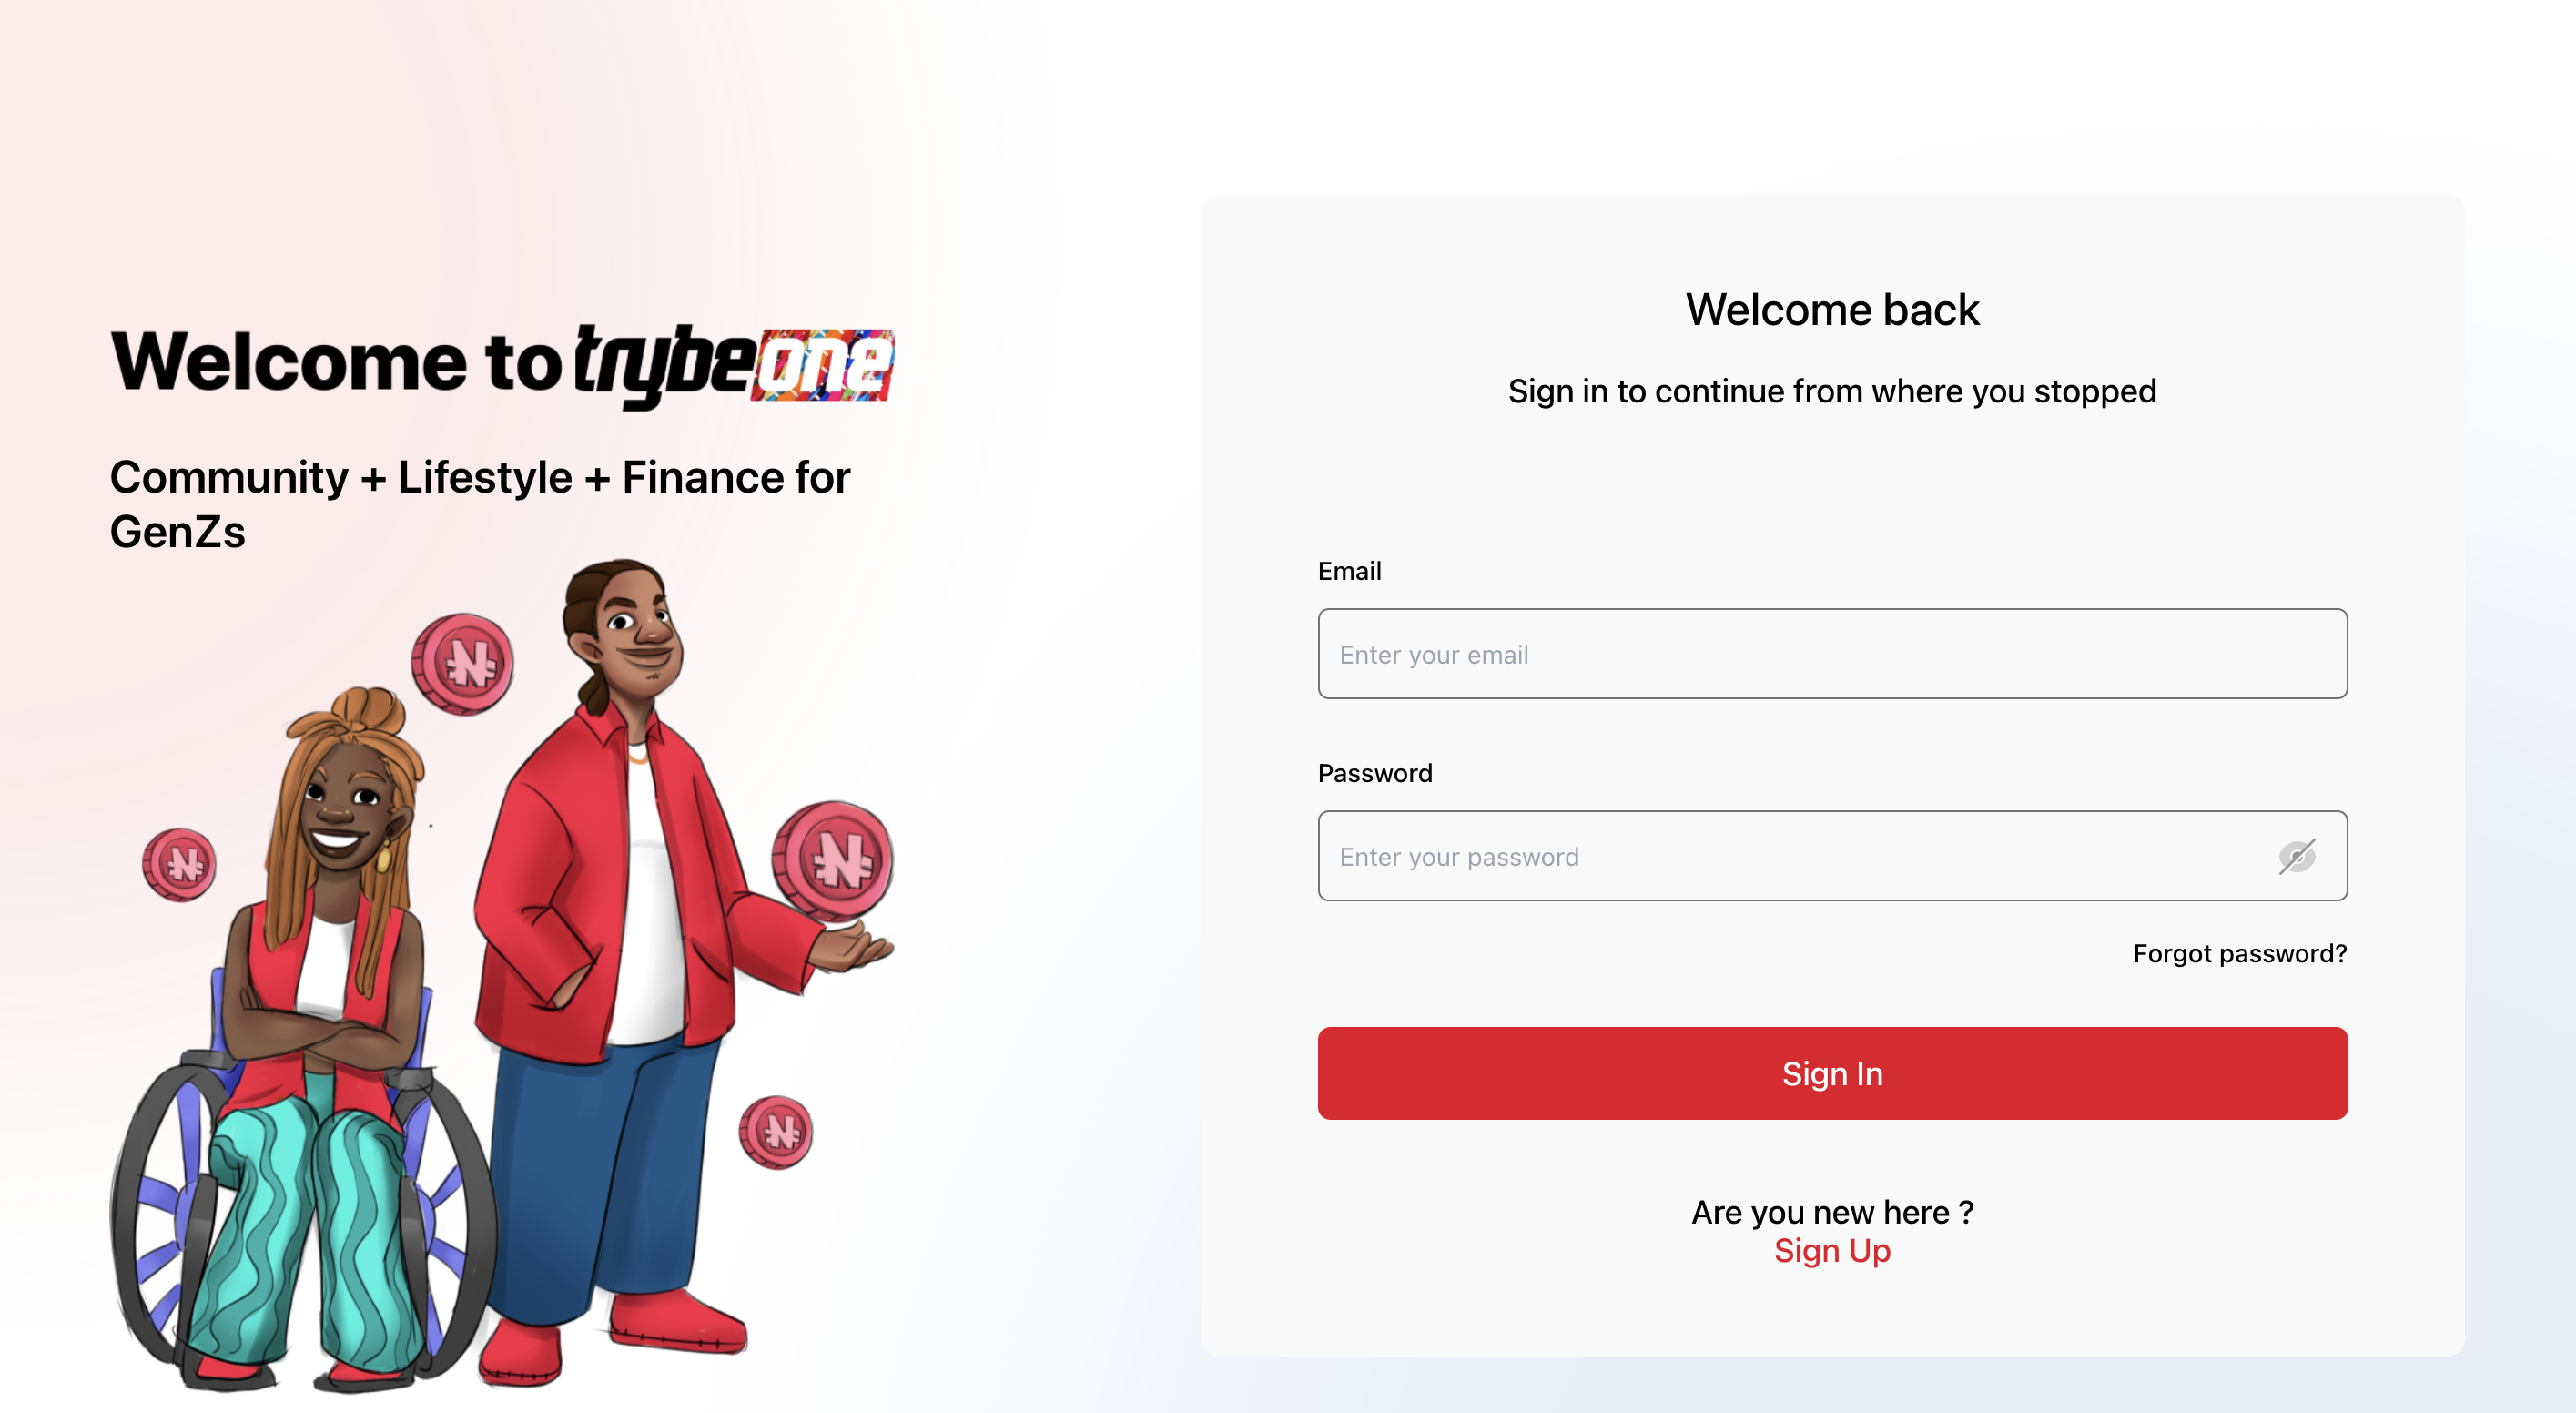 Welcome to trybeone
Community + Lifestyle + Finance for
GenZs
₦
₦
₦
₦
Welcome back
Sign in to continue from where you stopped
Email
Enter your email
Password
Enter your password
Forgot password?
Sign In
Are you new here ?
Sign Up